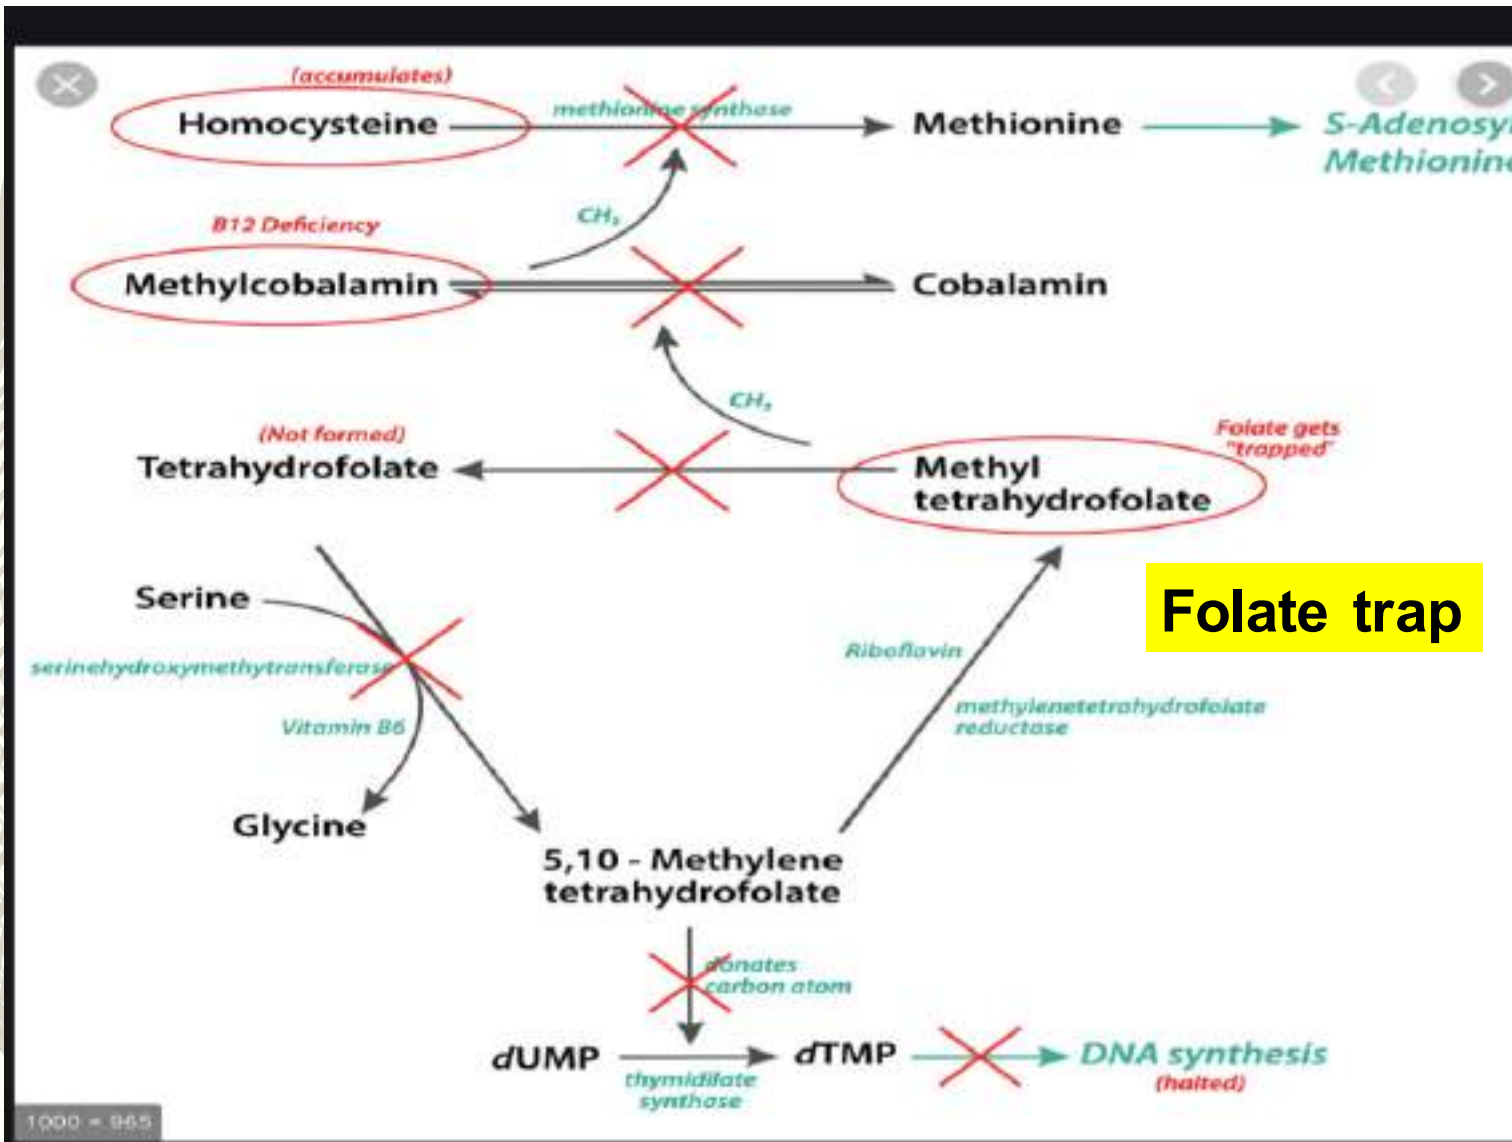 (accumulates)
Homocysteine
methionine synthase
Methionine
S-Adenosyl
Methionine
CH₃
B12 Deficiency
Methylcobalamin
Cobalamin
CH₃
(Not formed)
Tetrahydrofolate
Methyl
tetrahydrofolate
Folate gets
"trapped"
Folate trap
Serine
serinehydroxymethytransferase
Vitamin B6
Glycine
Riboflavin
methylenetetrahydrofolate
reductase
5,10 - Methylene
tetrahydrofolate
donates
carbon atom
dUMP
thymidilate
synthase
dTMP
DNA synthesis
(halted)
1000 × 965